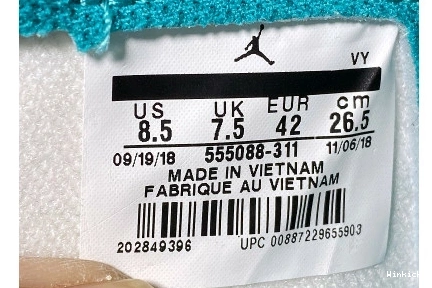 VY
US UK EUR cm
8.5 7.5 42 26.5
09/19/18 555088-311 11/06/18
MADE IN VIETNAM
FABRIQUE AU VIETNAM
202849396 UPC 00887229655903